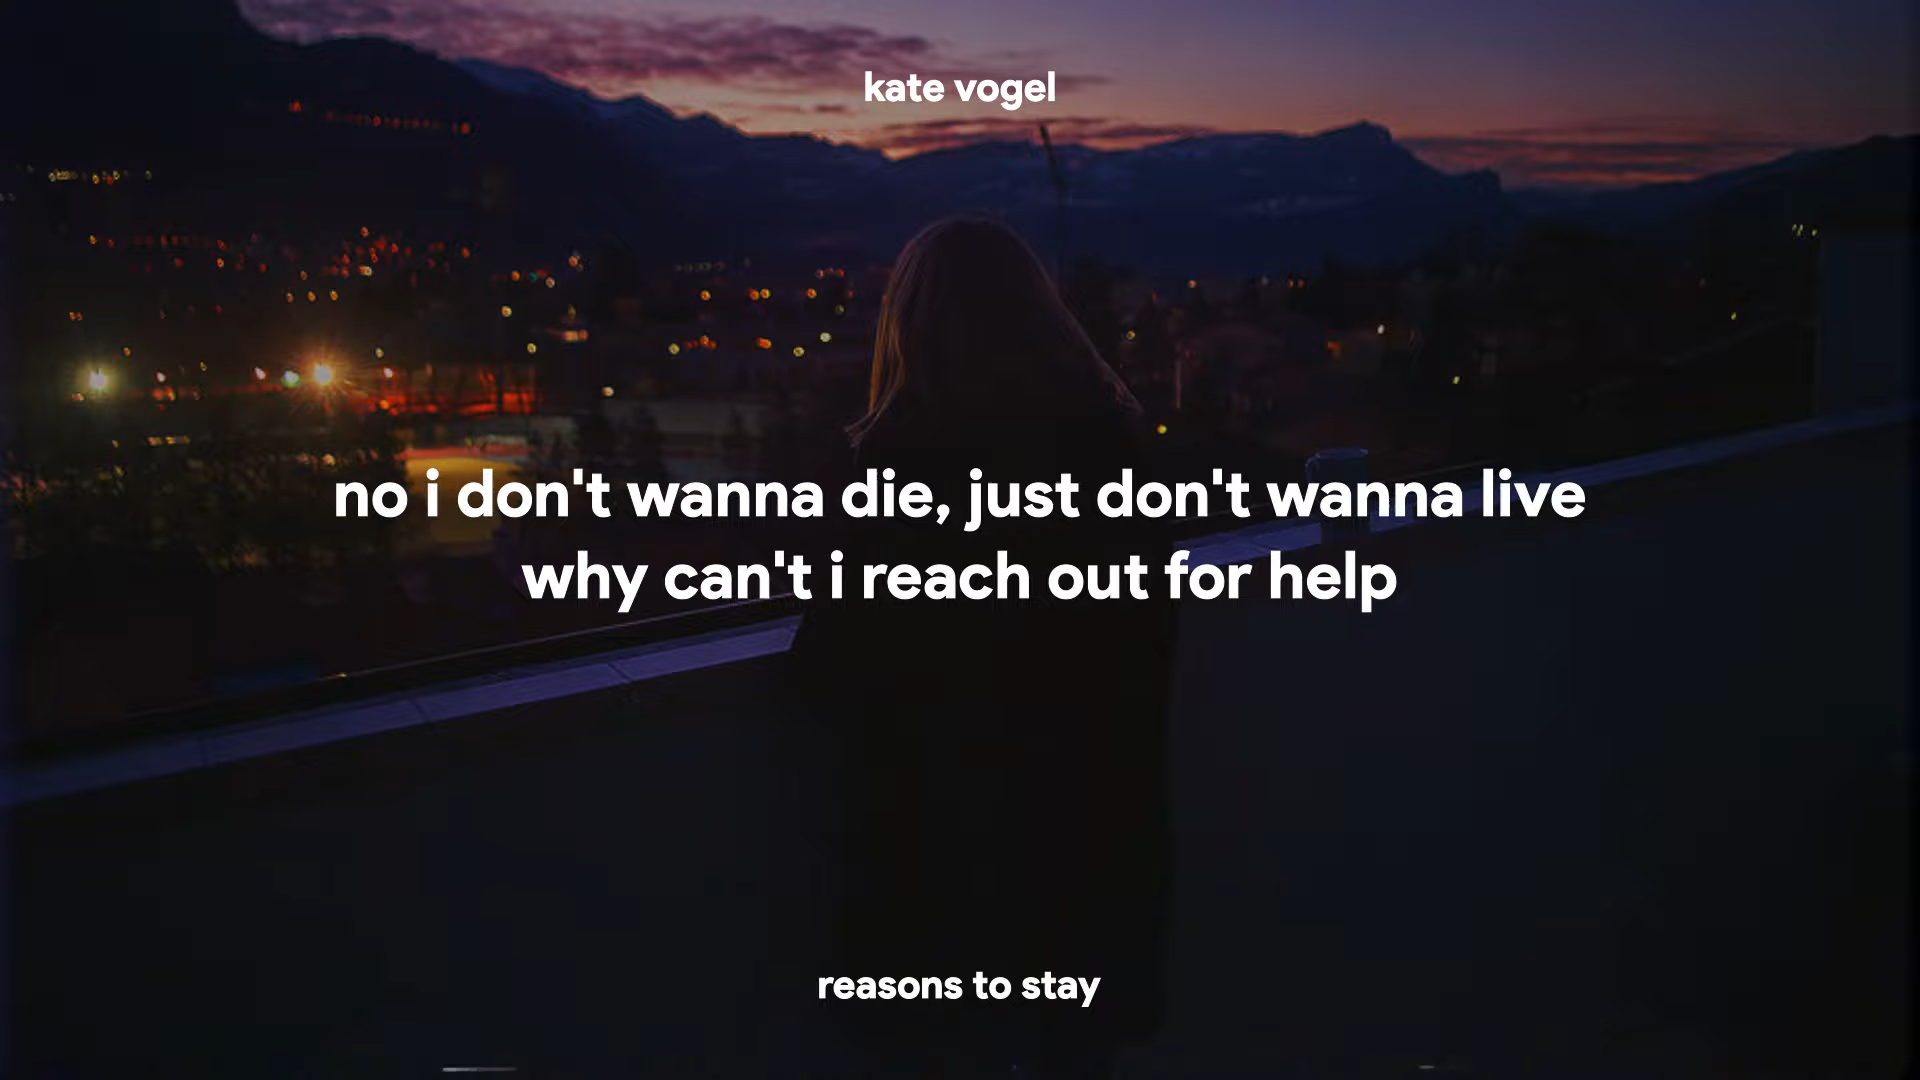 kate vogel
no i don't wanna die, just don't wanna live
why can't i reach out for help
reasons to stay